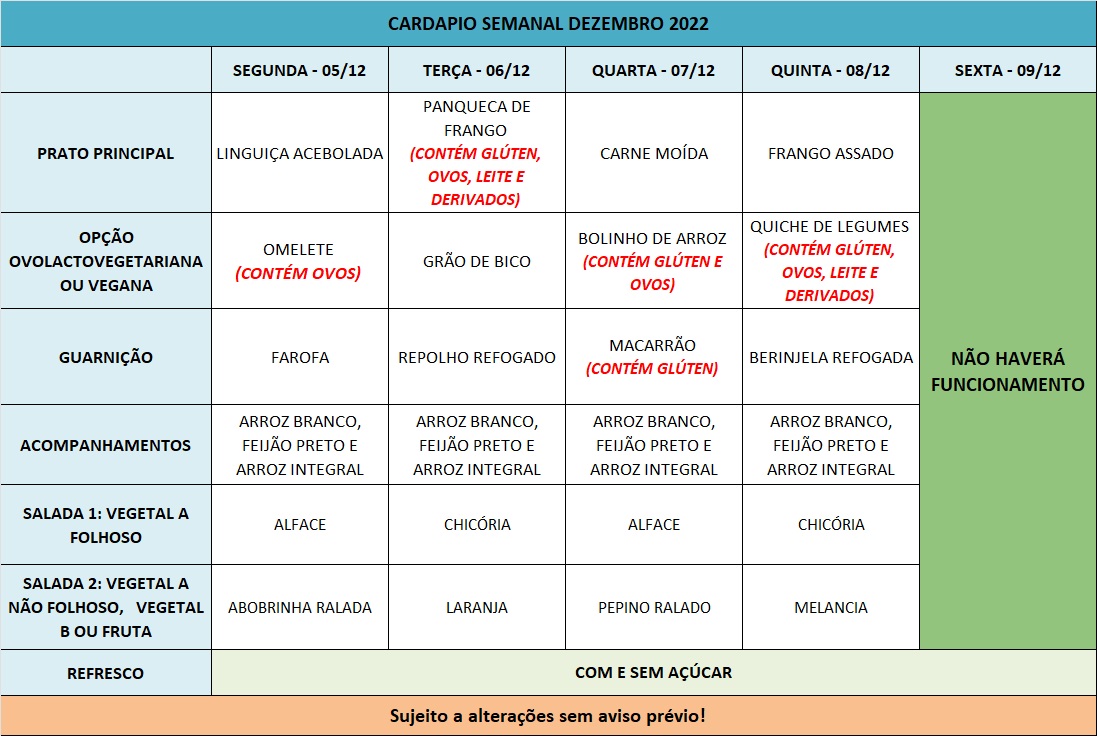 CARDAPIO SEMANAL DEZEMBRO 2022
SEGUNDA - 05/12
TERÇA - 06/12
QUARTA - 07/12
QUINTA - 08/12
SEXTA - 09/12
PRATO PRINCIPAL
LINGUIÇA ACEBOLADA
PANQUECA DE
FRANGO
(CONTÉM GLÚTEN,
OVOS, LEITE E
DERIVADOS)
CARNE MOÍDA
FRANGO ASSADO
NÃO HAVERÁ
FUNCIONAMENTO
OPÇÃO
OVOLACTOVEGETARIANA
OU VEGANA
OMELETE
(CONTÉM OVOS)
GRÃO DE BICO
BOLINHO DE ARROZ
(CONTÉM GLÚTEN E
OVOS)
QUICHE DE LEGUMES
(CONTÉM GLÚTEN,
OVOS, LEITE E
DERIVADOS)
GUARNIÇÃO
FAROFA
REPOLHO REFOGADO
MACARRÃO
(CONTÉM GLÚTEN)
BERINJELA REFOGADA
ACOMPANHAMENTOS
ARROZ BRANCO,
FEIJÃO PRETO E
ARROZ INTEGRAL
ARROZ BRANCO,
FEIJÃO PRETO E
ARROZ INTEGRAL
ARROZ BRANCO,
FEIJÃO PRETO E
ARROZ INTEGRAL
ARROZ BRANCO,
FEIJÃO PRETO E
ARROZ INTEGRAL
SALADA 1: VEGETAL A
FOLHOSO
ALFACE
CHICÓRIA
ALFACE
CHICÓRIA
SALADA 2: VEGETAL A
NÃO FOLHOSO, VEGETAL
B OU FRUTA
ABOBRINHA RALADA
LARANJA
PEPINO RALADO
MELANCIA
REFRESCO
COM E SEM AÇÚCAR
Sujeito a alterações sem aviso prévio!